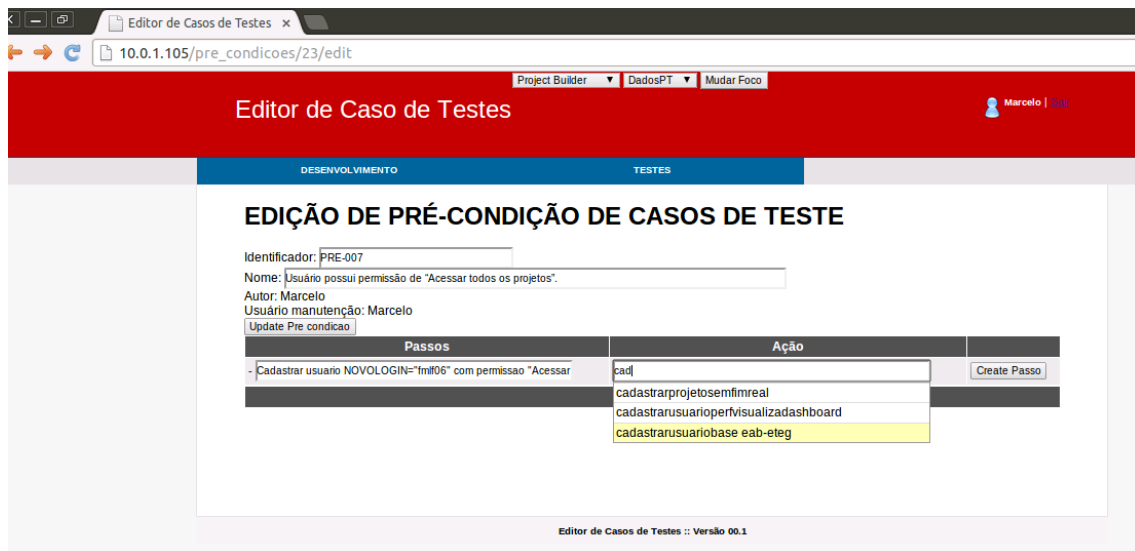 Editor de Casos de Testes ×
10.0.1.105/pre_condicoes/23/edit
Project Builder ▼ DadosPT ▼ Mudar Foco
Editor de Caso de Testes
Marcelo |
DESENVOLVIMENTO TESTES
EDIÇÃO DE PRÉ-CONDIÇÃO DE CASOS DE TESTE
Identificador: PRE-007
Nome: Usuário possui permissão de "Acessar todos os projetos".
Autor: Marcelo
Usuário manutenção: Marcelo
Update Pre condicao
Passos Ação
- Cadastrar usuario NOVOLOGIN="fmlf06" com permissao "Acessar cad Create Passo
cadastrarprojetosemfimreal
cadastrarusuarioperfvisualizadashboard
cadastrarusuariobase eab-eteg
Editor de Casos de Testes :: Versão 00.1